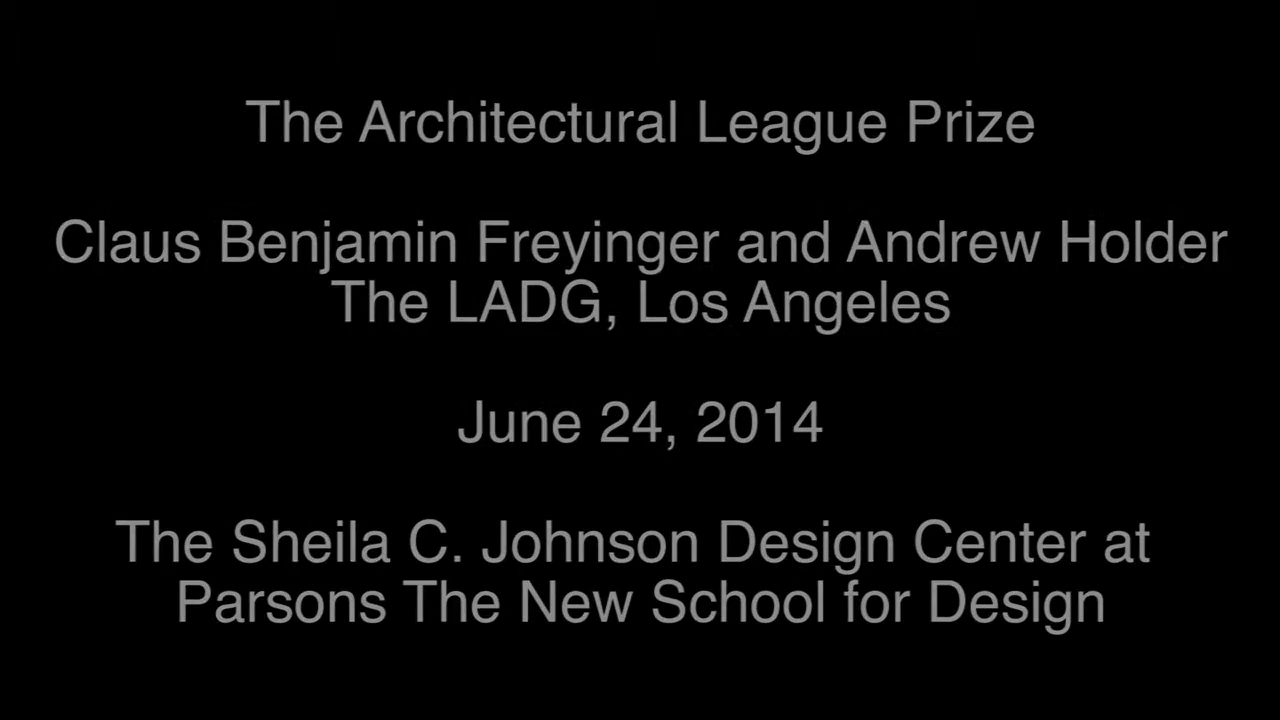 The Architectural League Prize
Claus Benjamin Freyinger and Andrew Holder
The LADG, Los Angeles
June 24, 2014
The Sheila C. Johnson Design Center at
Parsons The New School for Design